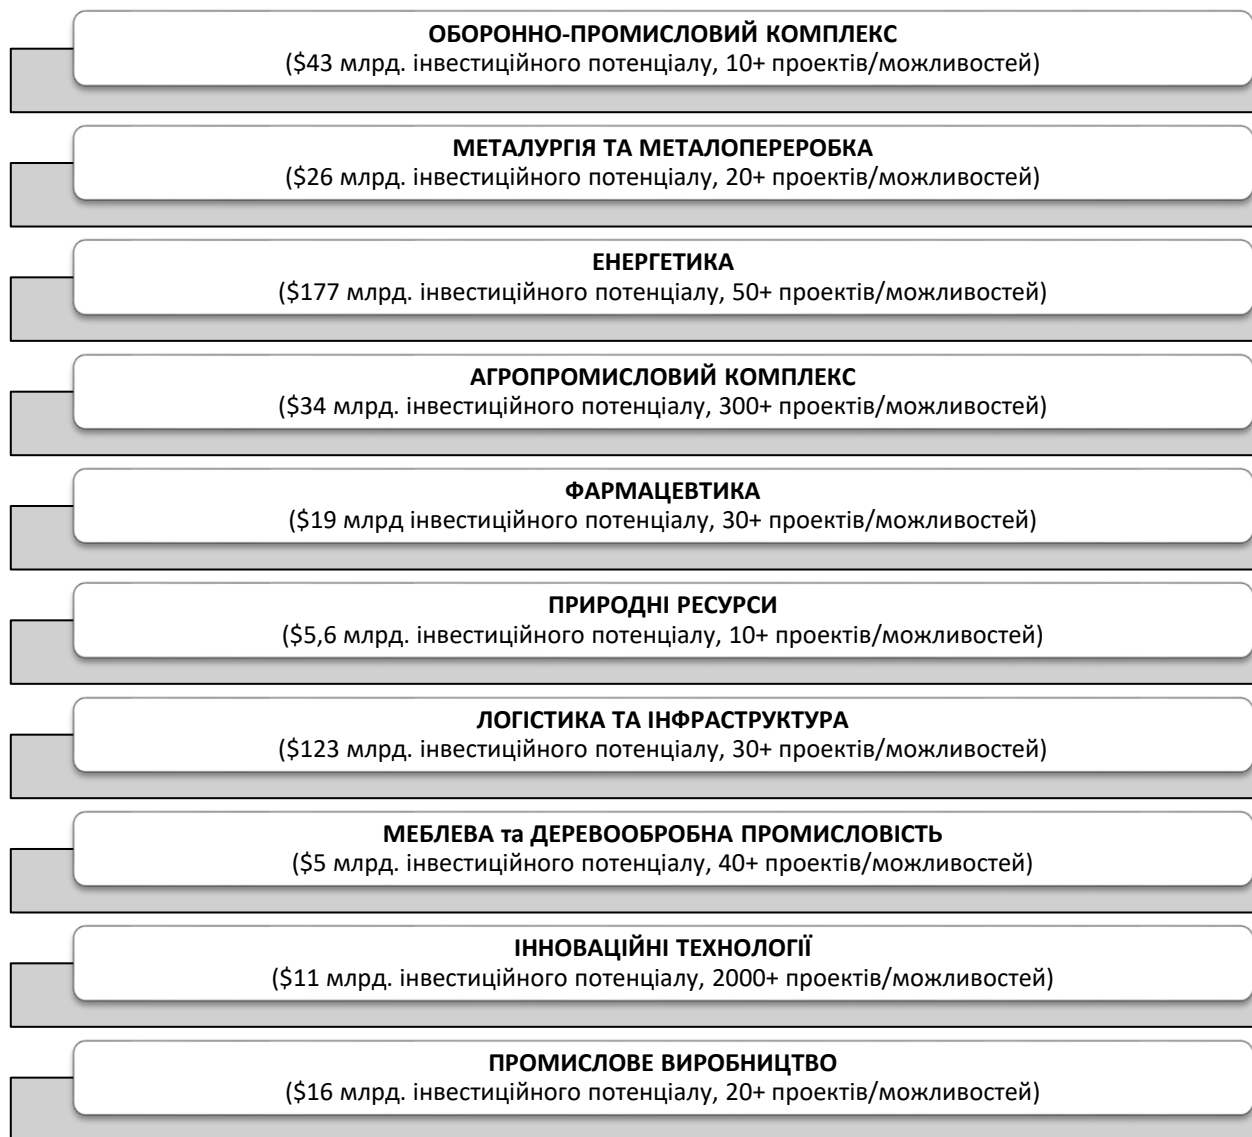 ОБОРОННО-ПРОМИСЛОВИЙ КОМПЛЕКС
($43 млрд. інвестиційного потенціалу, 10+ проектів/можливостей)
МЕТАЛУРГІЯ ТА МЕТАЛОПЕРЕРОБКА
($26 млрд. інвестиційного потенціалу, 20+ проектів/можливостей)
ЕНЕРГЕТИКА
($177 млрд. інвестиційного потенціалу, 50+ проектів/можливостей)
АГРОПРОМИСЛОВИЙ КОМПЛЕКС
($34 млрд. інвестиційного потенціалу, 300+ проектів/можливостей)
ФАРМАЦЕВТИКА
($19 млрд інвестиційного потенціалу, 30+ проектів/можливостей)
ПРИРОДНІ РЕСУРСИ
($5,6 млрд. інвестиційного потенціалу, 10+ проектів/можливостей)
ЛОГІСТИКА ТА ІНФРАСТРУКТУРА
($123 млрд. інвестиційного потенціалу, 30+ проектів/можливостей)
МЕБЛЕВА та ДЕРЕВООБРОБНА ПРОМИСЛОВІСТЬ
($5 млрд. інвестиційного потенціалу, 40+ проектів/можливостей)
ІННОВАЦІЙНІ ТЕХНОЛОГІЇ
($11 млрд. інвестиційного потенціалу, 2000+ проектів/можливостей)
ПРОМИСЛОВЕ ВИРОБНИЦТВО
($16 млрд. інвестиційного потенціалу, 20+ проектів/можливостей)